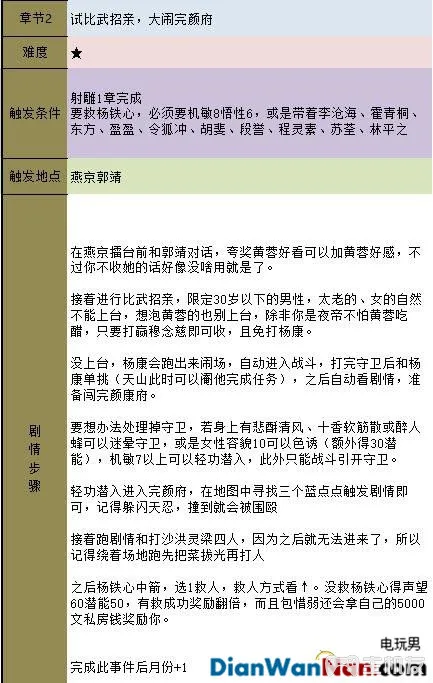 章节2
试比武招亲，大闹完颜府
难度
★
触发条件
射雕1章完成
要救杨铁心，必须要机敏8悟性6，或是带着李沧海、霍青桐、
东方、盈盈、令狐冲、胡斐、段誉、程灵素、苏荃、林平之
触发地点
燕京郭靖
剧情步骤
在燕京擂台前和郭靖对话，夸奖黄蓉好看可以加黄蓉好感，不
过你不收她的话好像没啥用就是了。
接着进行比武招亲，限定30岁以下的男性，太老的、女的自然
不能上台，想泡黄蓉的也别上台，除非你是夜帝不怕黄蓉吃
醋，只要打赢穆念慈即可收，且免打杨康。
没上台，杨康会跑出来闹场，自动进入战斗，打完守卫后和杨
康单挑（天山此时可以阉他完成任务），之后自动看剧情，准
备闯完颜康府。
要想办法处理掉守卫，若身上有悲酥清风、十香软筋散或醉人
蜂可以迷晕守卫，或是女性容貌10可以色诱（额外得30潜
能），机敏7以上可以轻功潜入，此外只能战斗引开守卫。
轻功潜入进入完颜府，在地图中寻找三个蓝点点触发剧情即
可，记得躲闪天忍，撞到就会被围殴
接着跑剧情和打沙洪灵梁四人，因为之后就无法进来了，所以
记得绕着场地跑先把菜拔光再打人
之后杨铁心中箭，选1救人，救人方式看↑。没救杨铁心得声望
60潜能50，有救成功奖励翻倍，而且包惜弱还会拿自己的5000
文私房钱奖励你。
完成此事件后月份+1
电玩男
DianWanNan.com